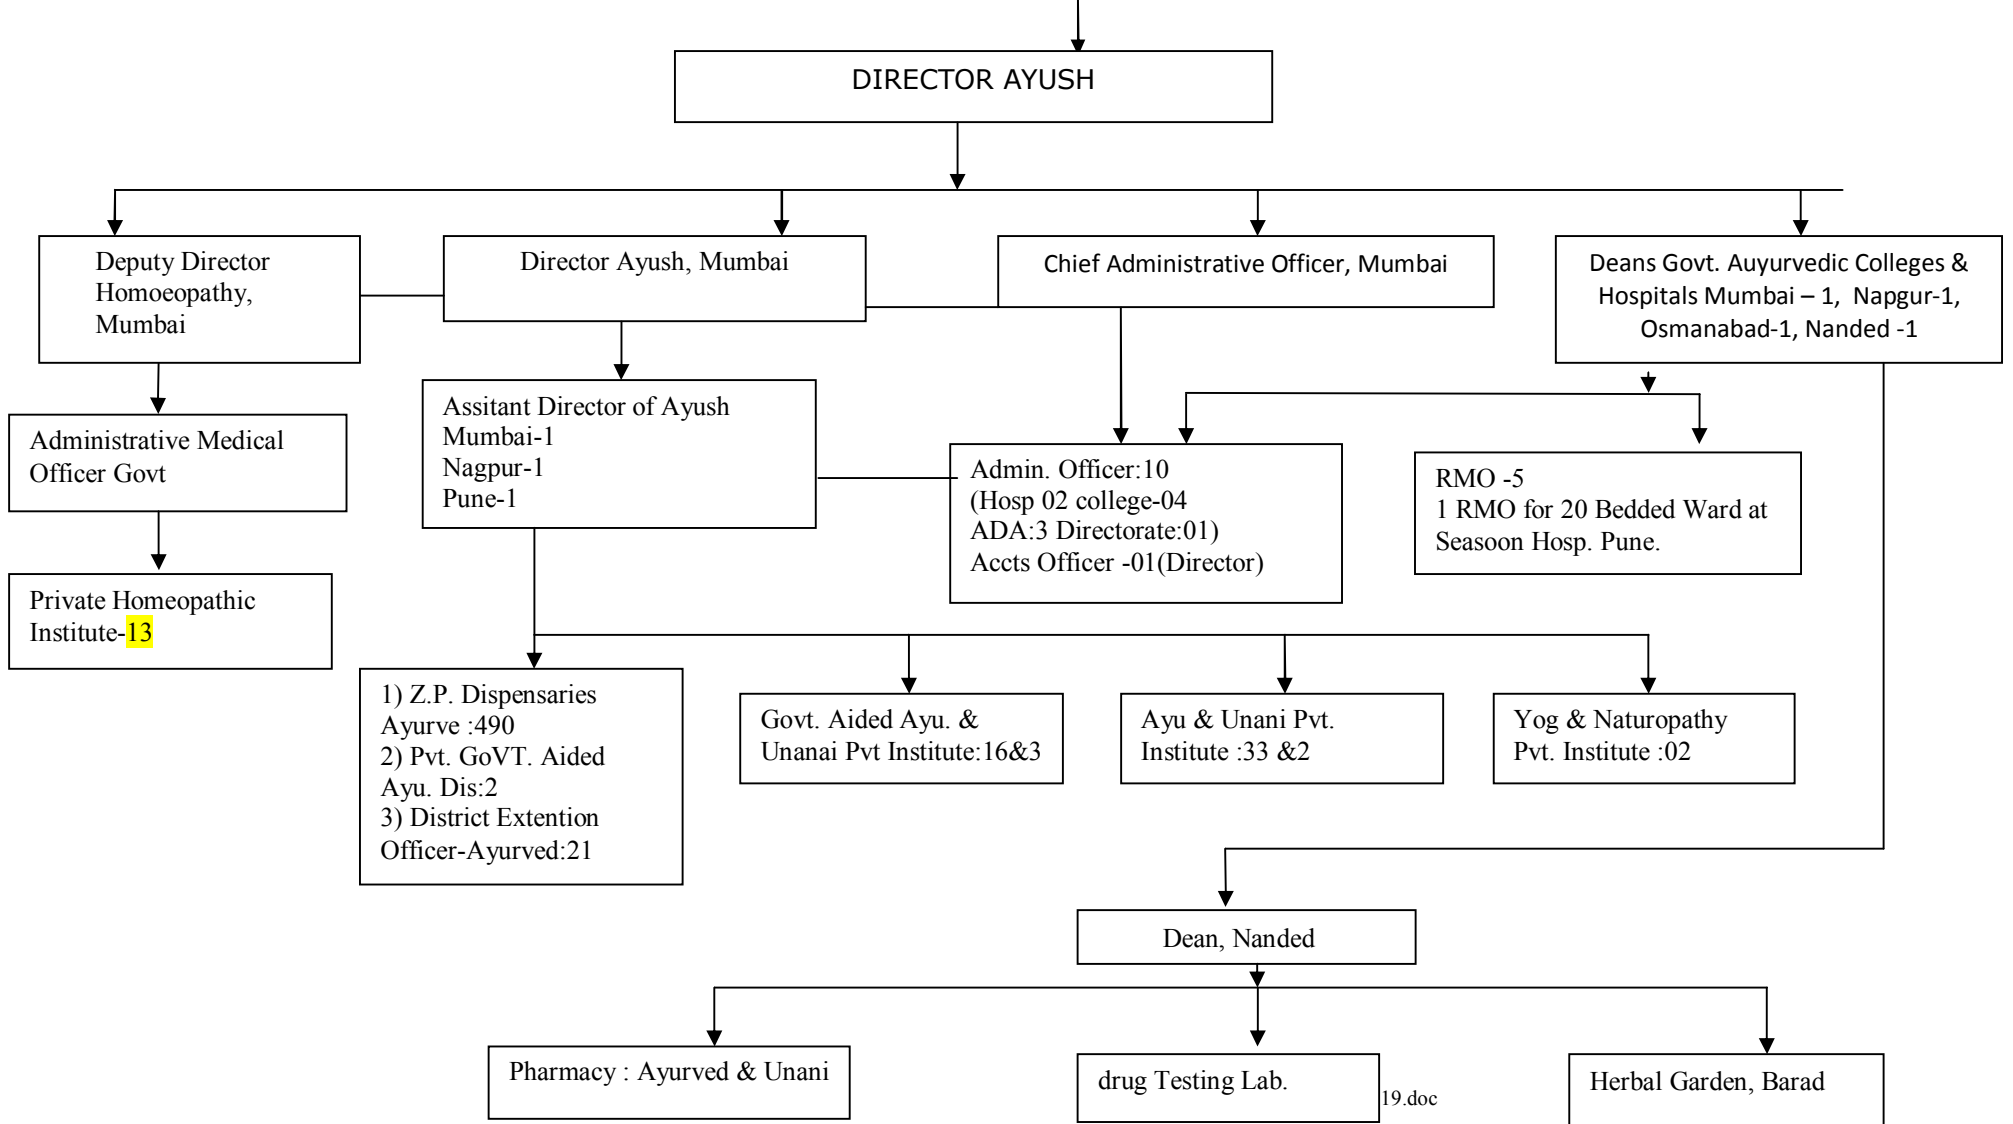 DIRECTOR AYUSH
Deputy Director
Homoeopathy,
Mumbai
Director Ayush, Mumbai
Chief Administrative Officer, Mumbai
Deans Govt. Auyurvedic Colleges &
Hospitals Mumbai – 1,  Napgur-1,
Osmanabad-1, Nanded -1
Administrative Medical
Officer Govt
Assitant Director of Ayush
Mumbai-1
Nagpur-1
Pune-1
Admin. Officer:10
(Hosp 02 college-04
ADA:3 Directorate:01)
Accts Officer -01(Director)
RMO -5
1 RMO for 20 Bedded Ward at
Seasoon Hosp. Pune.
Private Homeopathic
Institute-13
1) Z.P. Dispensaries
Ayurve :490
2) Pvt. GoVT. Aided
Ayu. Dis:2
3) District Extention
Officer-Ayurved:21
Govt. Aided Ayu. &
Unanai Pvt Institute:16&3
Ayu & Unani Pvt.
Institute :33 &2
Yog & Naturopathy
Pvt. Institute :02
Dean, Nanded
Pharmacy : Ayurved & Unani
drug Testing Lab.
19.doc
Herbal Garden, Barad